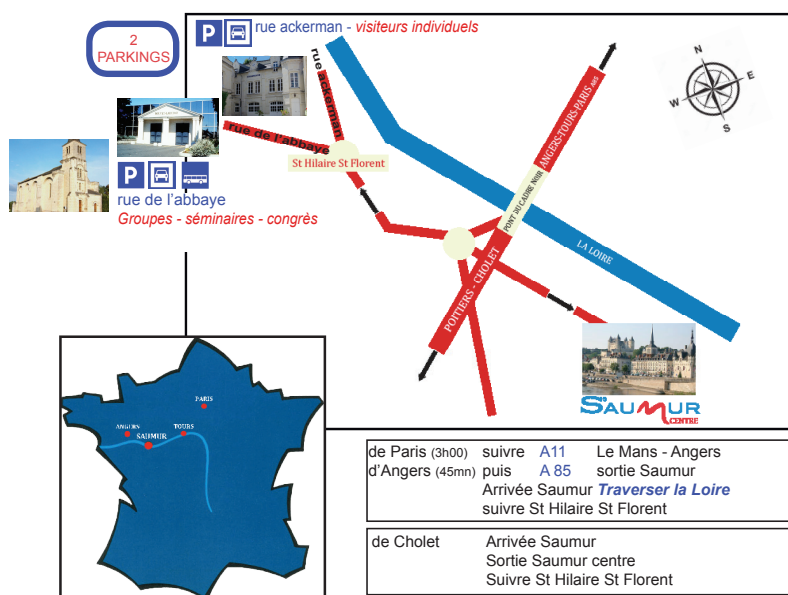 2
PARKINGS
P rue ackerman - visiteurs individuels
rue ackerman
rue de l'abbaye
St Hilaire St Florent
P
rue de l'abbaye
Groupes - séminaires - congrès
N
E
S
W
ANGERS-TOURS-PARIS A85
PONT DU CADRE NOIR
POITIERS - CHOLET
LA LOIRE
SAUMUR
CENTRE
PARIS
ANGERS
SAUMUR
TOURS
de Paris (3h00) suivre A11 Le Mans - Angers
d'Angers (45mn) puis A 85 sortie Saumur
Arrivée Saumur Traverser la Loire
suivre St Hilaire St Florent
de Cholet Arrivée Saumur
Sortie Saumur centre
Suivre St Hilaire St Florent